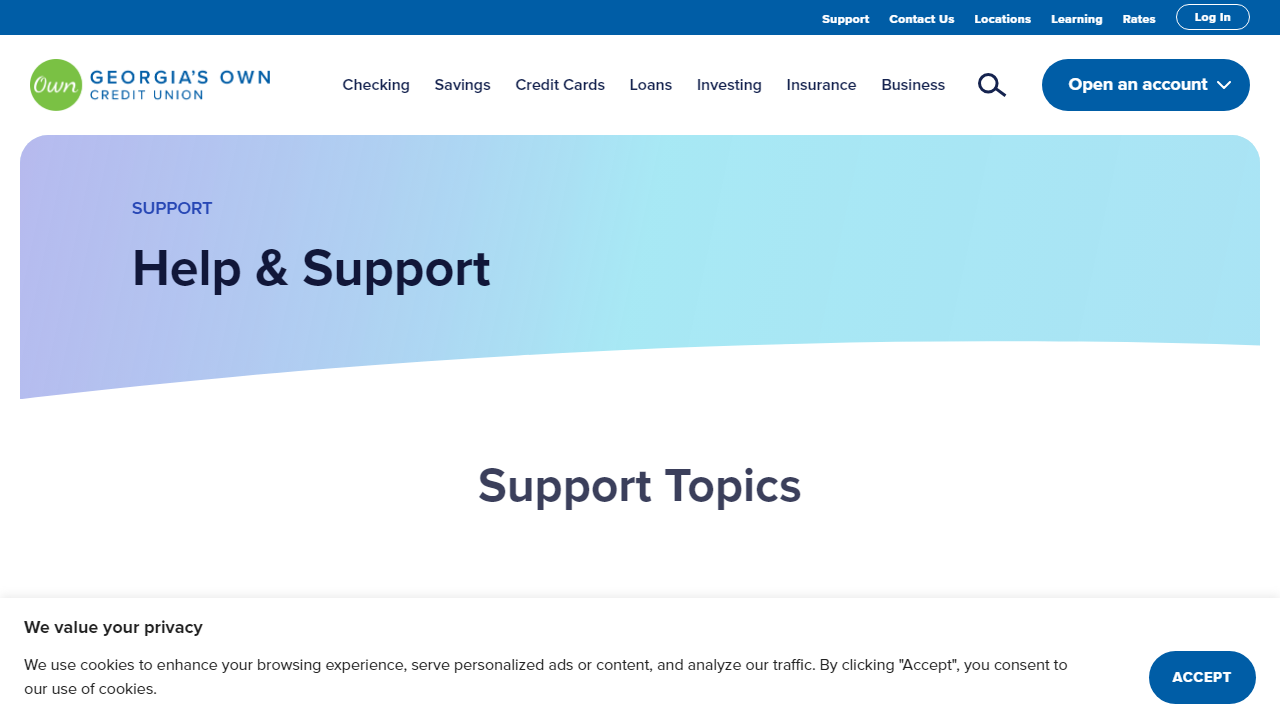 Support Contact Us Locations Learning Rates Log In
Own GEORGIA'S OWN
CREDIT UNION
Checking Savings Credit Cards Loans Investing Insurance Business Open an account
SUPPORT
Help & Support
Support Topics
We value your privacy
We use cookies to enhance your browsing experience, serve personalized ads or content, and analyze our traffic. By clicking "Accept", you consent to
our use of cookies.
ACCEPT